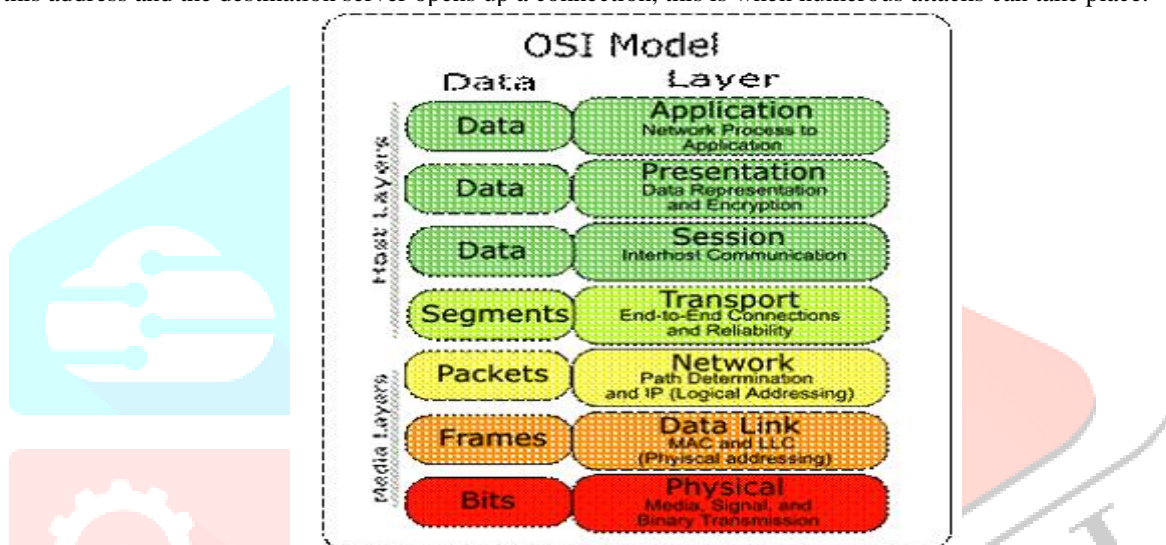 this address and the destination server opens up a connection, this is when numerous attacks can take place.
OSI Model
Data Layer
Host Layers
Data Application
Network Process to
Application
Data Presentation
Data Representation
and Encryption
Data Session
Interhost Communication
Segments Transport
End-to-End Connections
and Reliability
Media Layers
Packets Network
Path Determination
and IP (Logical Addressing)
Frames Data Link
MAC and LLC
(Phyiscal addressing)
Bits Physical
Media, Signal, and
Binary Transmission